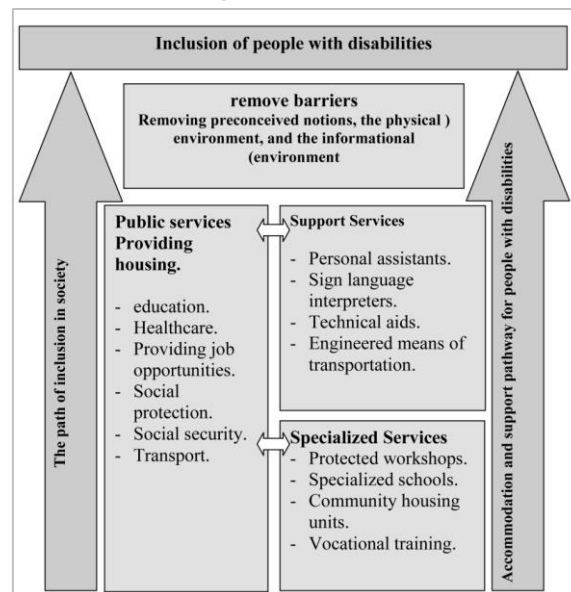 Inclusion of people with disabilities
remove barriers
Removing preconceived notions, the physical )
environment, and the informational
(environment
The path of inclusion in society
Public services
Providing
housing.
- education.
- Healthcare.
- Providing job
opportunities.
- Social
protection.
- Social security.
- Transport.
Support Services
- Personal assistants.
- Sign language
interpreters.
- Technical aids.
- Engineered means of
transportation.
Specialized Services
- Protected workshops.
- Specialized schools.
- Community housing
units.
- Vocational training.
Accommodation and support pathway for people with disabilities